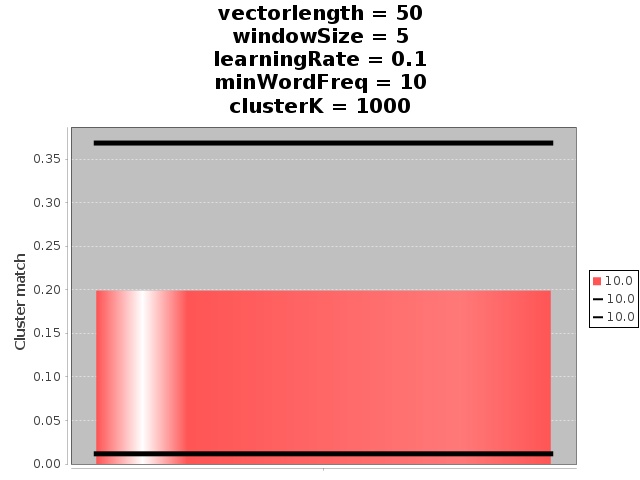 vectorlength = 50
windowSize = 5
learningRate = 0.1
minWordFreq = 10
clusterK = 1000
Cluster match
0.35
0.30
0.25
0.20
0.15
0.10
0.05
0.00
10.0
10.0
10.0